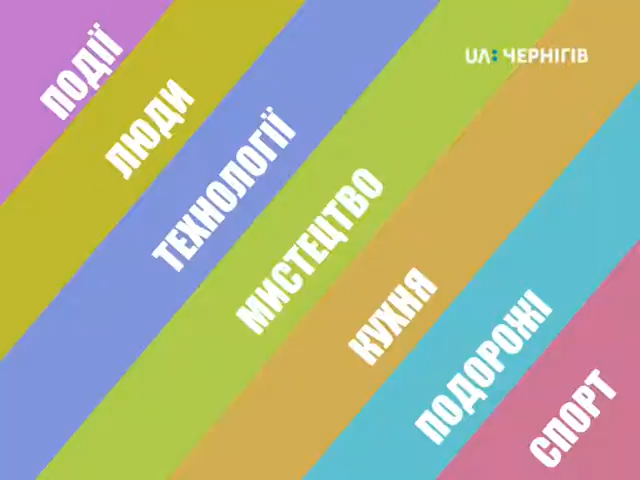 UA: ЧЕРНІГІВ
ПОДІЇ
ЛЮДИ
ТЕХНОЛОГІЇ
МИСТЕЦТВО
КУХНЯ
ПОДОРОЖІ
СПОРТ